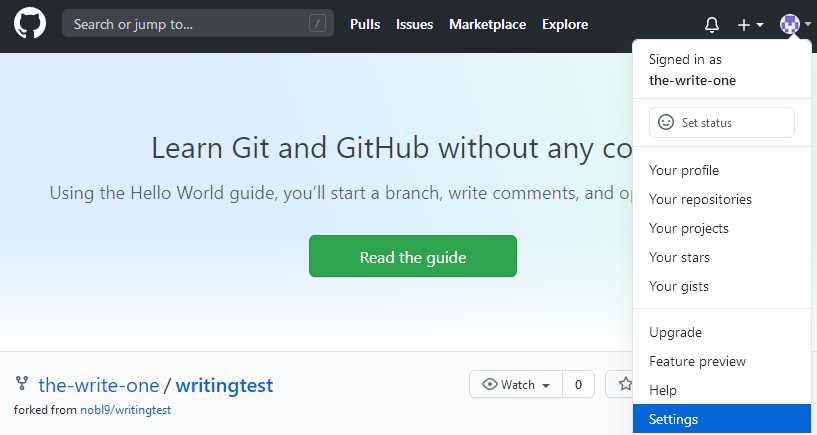 Search or jump to... /
Pulls Issues Marketplace Explore
Signed in as
the-write-one
Set status
Your profile
Your repositories
Your projects
Your stars
Your gists
Upgrade
Feature preview
Help
Settings
Learn Git and GitHub without any co
Using the Hello World guide, you'll start a branch, write comments, and op
Read the guide
the-write-one / writingtest
forked from nobl9/writingtest
Watch 0